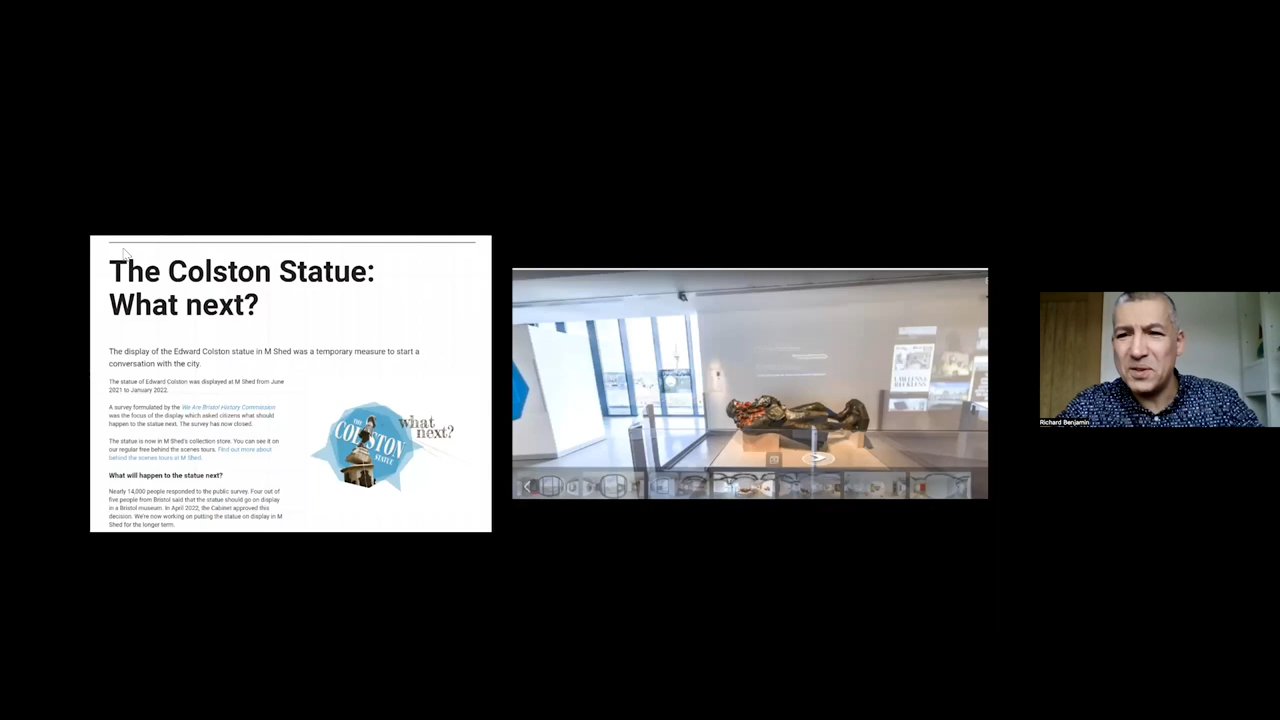 The Colston Statue:
What next?
The display of the Edward Colston statue in M Shed was a temporary measure to start a
conversation with the city.
The statue of Edward Colston was displayed at M Shed from June
2021 to January 2022.
A survey formulated by the We Are Bristol History Commission
was the focus of the display which asked citizens what should
happen to the statue next. The survey has now closed.
The statue is now in M Shed's collection store. You can see it on
our regular free behind the scenes tours. Find out more about
behind the scenes tours at M Shed.
What will happen to the statue next?
Nearly 14,000 people responded to the public survey. Four out of
five people from Bristol said that the statue should go on display
in a Bristol museum. In April 2022, the Cabinet approved this
decision. We're now working on putting the statue on display in M
Shed for the longer term.
THE
COLSTON
STATUE
what
next?
LAWLESS &
RECKLESS
Richard Benjamin